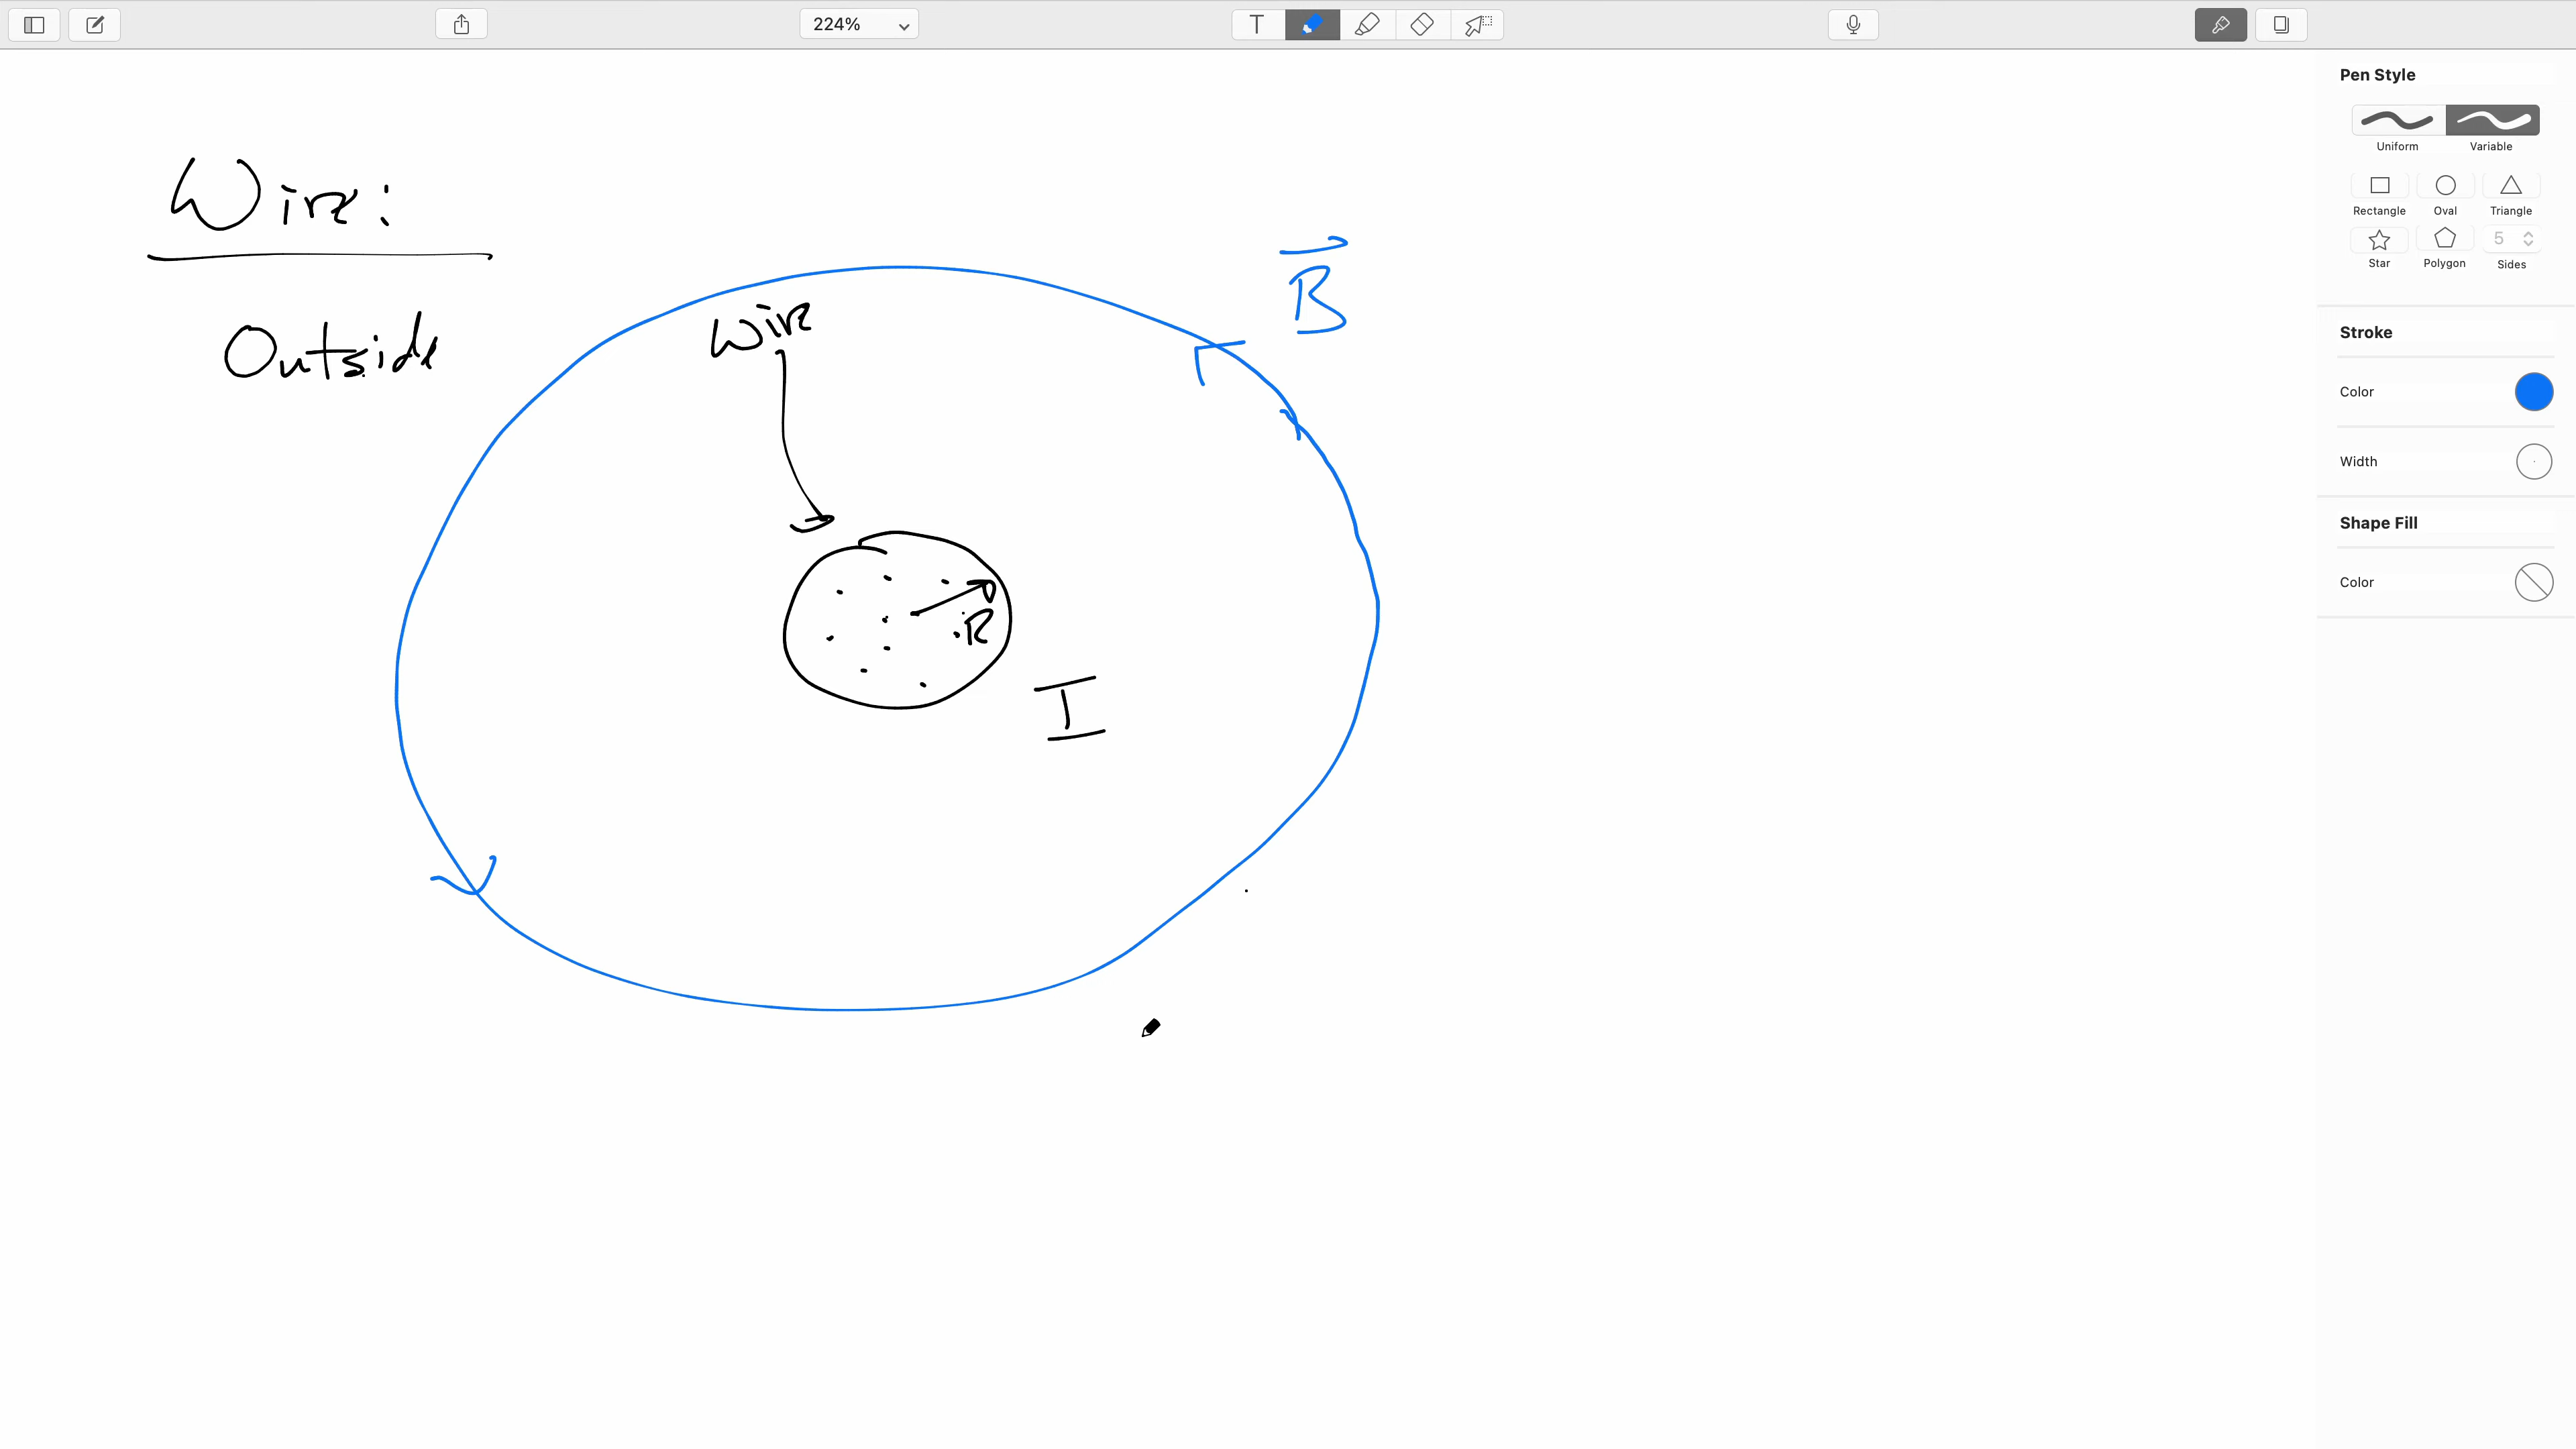 224%
T
Pen Style
Uniform
Variable
Rectangle
Oval
Triangle
Star
Polygon
5
Sides
Stroke
Color
Width
Shape Fill
Color
Wire:
Outside
Wire
B
R
I